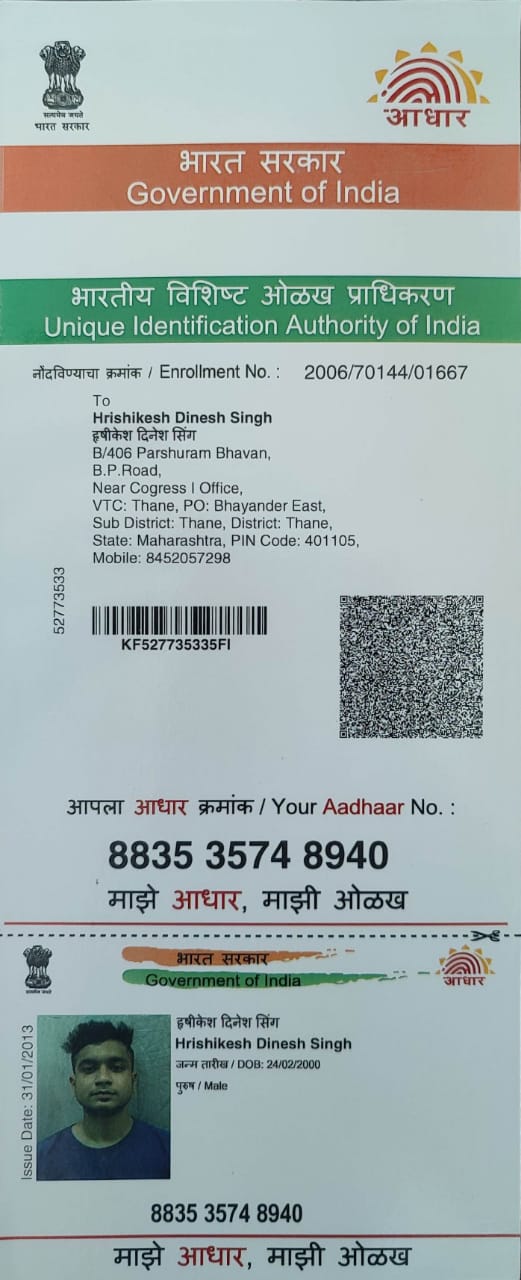 सत्यमेव जयते
भारत सरकार
आधार
भारत सरकार
Government of India
भारतीय विशिष्ट ओळख प्राधिकरण
Unique Identification Authority of India
नोंदविण्याचा क्रमांक / Enrollment No. : 2006/70144/01667
To
Hrishikesh Dinesh Singh
हृषीकेश दिनेश सिंग
B/406 Parshuram Bhavan,
B.P.Road,
Near Cogress I Office,
VTC: Thane, PO: Bhayander East,
Sub District: Thane, District: Thane,
State: Maharashtra, PIN Code: 401105,
Mobile: 8452057298
52773533
KF527735335FI
आपला आधार क्रमांक / Your Aadhaar No. :
8835 3574 8940
माझे आधार, माझी ओळख
भारत सरकार
Government of India
आधार
हृषीकेश दिनेश सिंग
Hrishikesh Dinesh Singh
जन्म तारीख / DOB: 24/02/2000
पुरुष / Male
Issue Date: 31/01/2013
8835 3574 8940
माझे आधार, माझी ओळख